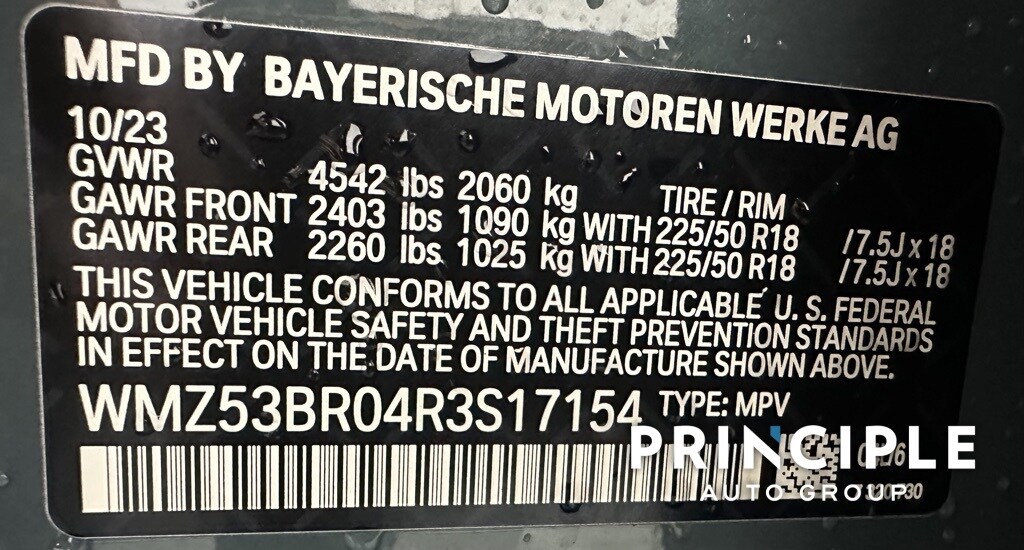 MFD BY BAYERISCHE MOTOREN WERKE AG
10/23
GVWR 4542 lbs 2060 kg TIRE / RIM
GAWR FRONT 2403 lbs 1090 kg WITH 225/50 R18 /7.5J x 18
GAWR REAR 2260 lbs 1025 kg WITH 225/50 R18 /7.5J x 18
THIS VEHICLE CONFORMS TO ALL APPLICABLE U. S. FEDERAL
MOTOR VEHICLE SAFETY AND THEFT PREVENTION STANDARDS
IN EFFECT ON THE DATE OF MANUFACTURE SHOWN ABOVE.
WMZ53BR04R3S17154 TYPE: MPV
PRINCIPLE
AUTO GROUP